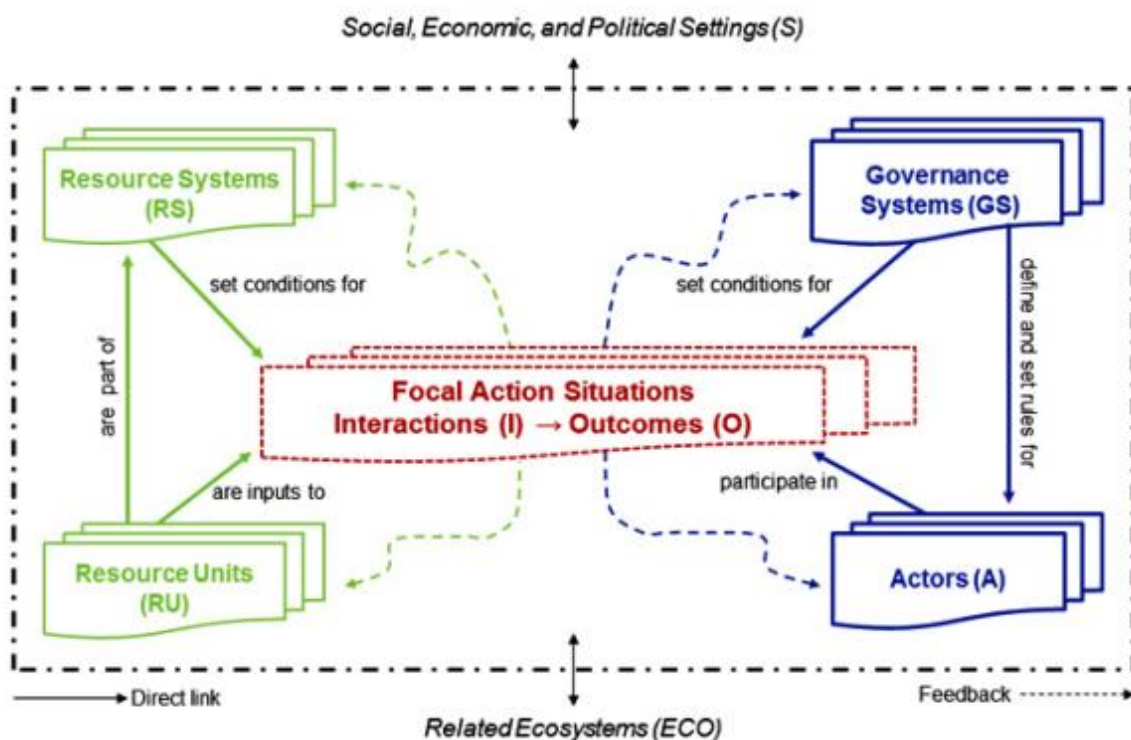 Social, Economic, and Political Settings (S)
Resource Systems
(RS)
Governance
Systems (GS)
set conditions for
set conditions for
are part of
define and set rules for
Focal Action Situations
Interactions (I) → Outcomes (O)
are inputs to
participate in
Resource Units
(RU)
Actors (A)
Direct link
Feedback
Related Ecosystems (ECO)